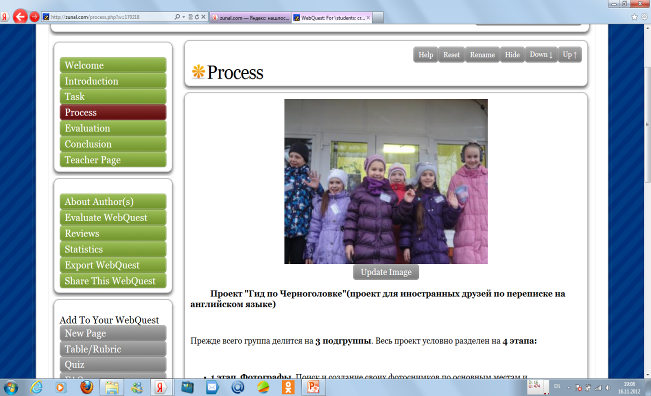 http://zunal.com/process.php?w=179218
zunal.com — Яндекс: нашлос...
WebQuest: For students: cr...
Help
Reset
Rename
Hide
Down ↓
Up ↑
Process
Welcome
Introduction
Task
Process
Evaluation
Conclusion
Teacher Page
About Author(s)
Evaluate WebQuest
Reviews
Statistics
Export WebQuest
Share This WebQuest
Add To Your WebQuest
New Page
Table/Rubric
Quiz
FAQ
Update Image
Проект "Гид по Черноголовке"(проект для иностранных друзей по переписке на
английском языке)
Прежде всего группа делится на 3 подгруппы. Весь проект условно разделен на 4 этапа:
1 этап. Фотографы. Поиск и создание своих фотоснимков по основным местам и
EN
19:08
16.11.2012